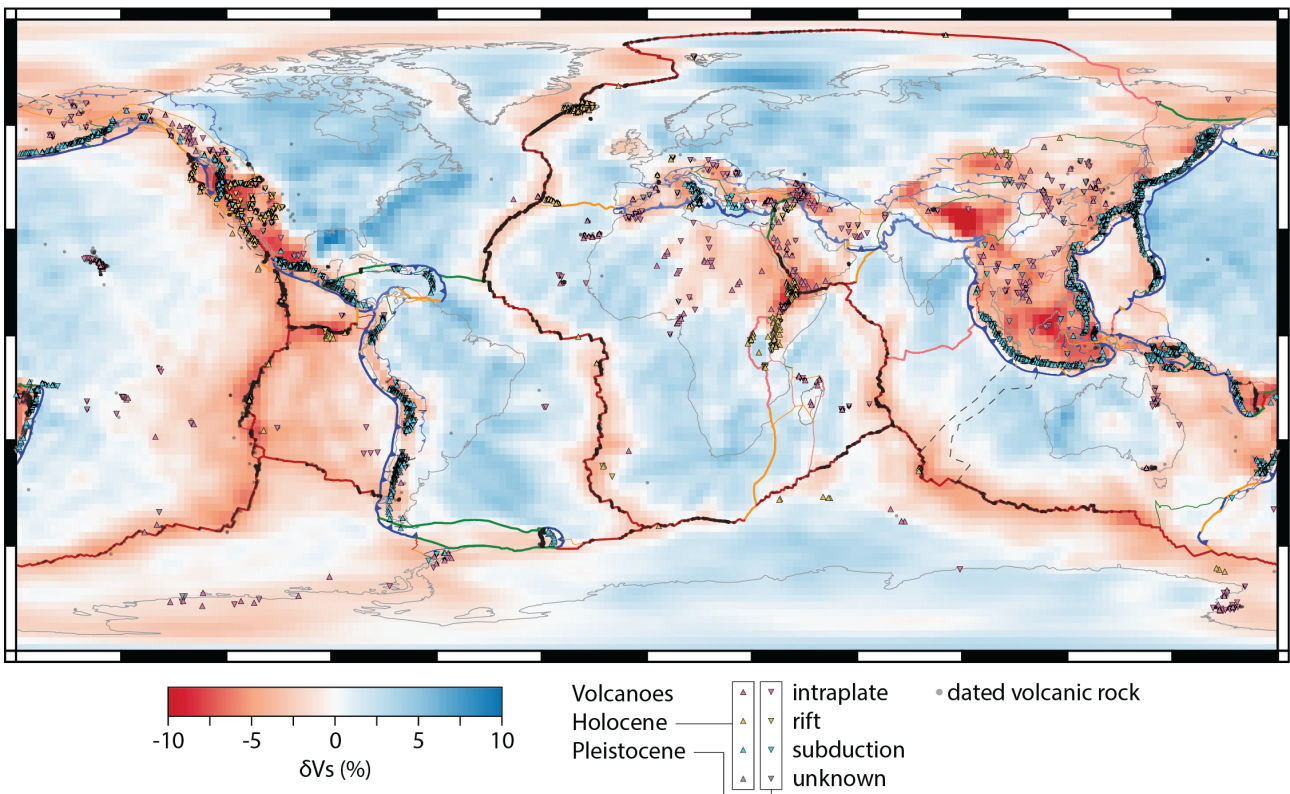 -10 -5 0 5 10
δVs (%)
Volcanoes
Holocene
Pleistocene
intraplate
rift
subduction
unknown
dated volcanic rock